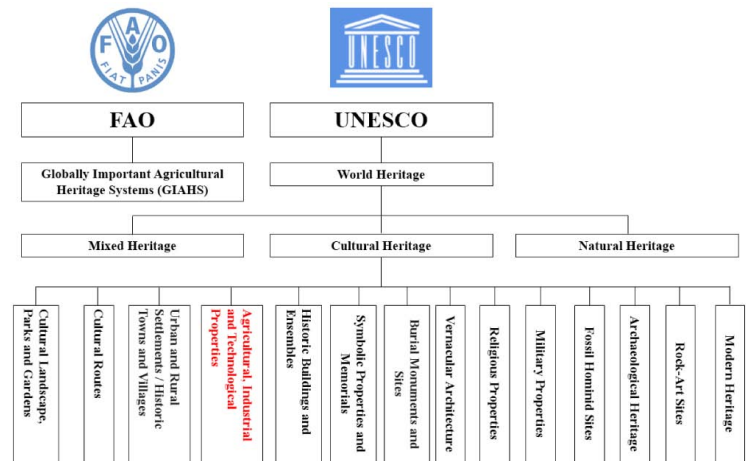 FAO
FIAT PANIS
UNESCO
FAO
UNESCO
Globally Important Agricultural
Heritage Systems (GIAHS)
World Heritage
Mixed Heritage
Cultural Heritage
Natural Heritage
Cultural Landscape,
Parks and Gardens
Cultural Routes
Urban and Rural
Settlements / Historic
Towns and Villages
Agricultural, Industrial
and Technological
Properties
Historic Buildings and
Ensembles
Symbolic Properties and
Memorials
Burial Monuments and
Sites
Vernacular Architecture
Religious Properties
Military Properties
Fossil Hominid Sites
Archaeological Heritage
Rock-Art Sites
Modern Heritage